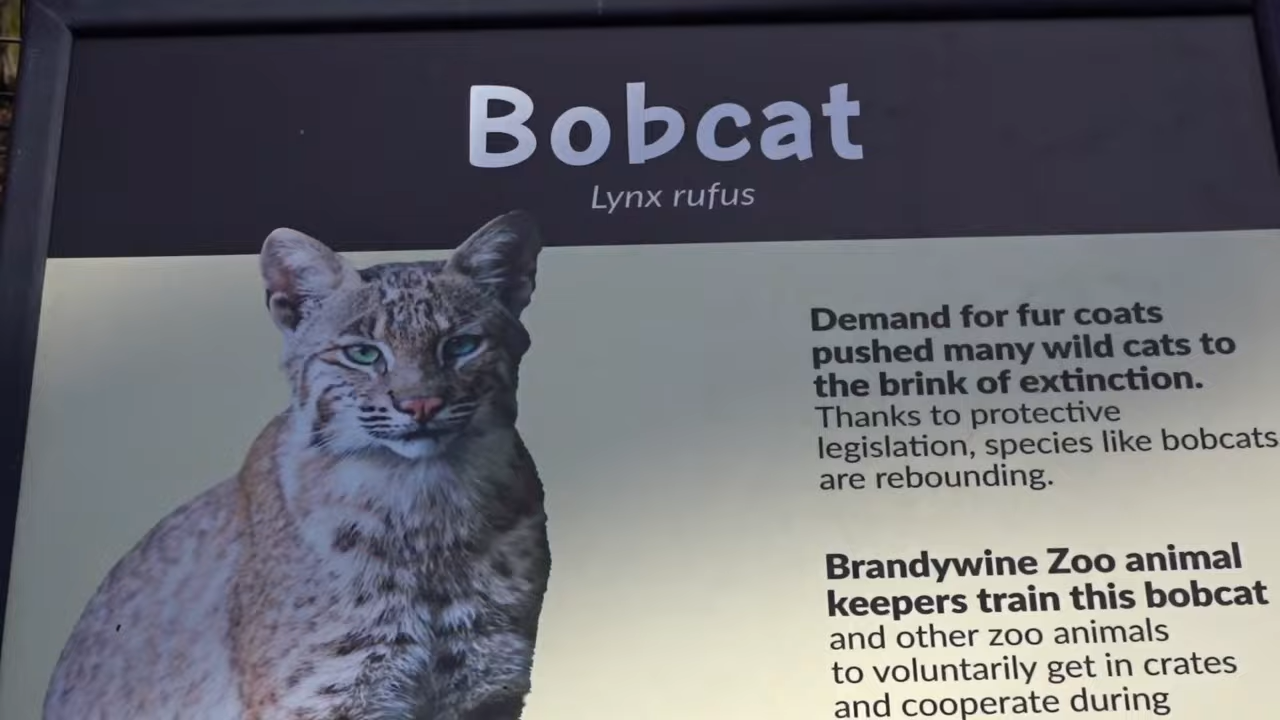 Bobcat
Lynx rufus
Demand for fur coats
pushed many wild cats to
the brink of extinction.
Thanks to protective
legislation, species like bobcats
are rebounding.
Brandywine Zoo animal
keepers train this bobcat
and other zoo animals
to voluntarily get in crates
and cooperate during